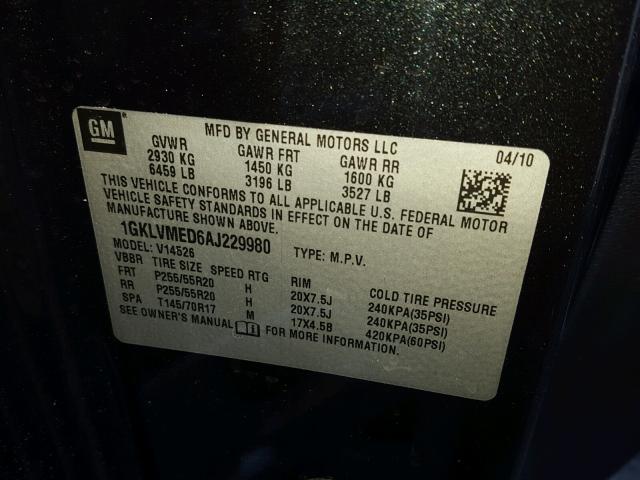 GM
MFD BY GENERAL MOTORS LLC 04/10
GVWR GAWR FRT GAWR RR
2930 KG 1450 KG 1600 KG
6459 LB 3196 LB 3527 LB
THIS VEHICLE CONFORMS TO ALL APPLICABLE U.S. FEDERAL MOTOR
VEHICLE SAFETY STANDARDS IN EFFECT ON THE DATE OF
MANUFACTURE SHOWN ABOVE.
1GKLVMED6AJ229980 TYPE: M.P.V.
MODEL: V14526
VBBR TIRE SIZE SPEED RTG RIM COLD TIRE PRESSURE
FRT P255/55R20 H 20X7.5J 240KPA(35PSI)
RR P255/55R20 H 20X7.5J 240KPA(35PSI)
SPA T145/70R17 M 17X4.5B 420KPA(60PSI)
SEE OWNER'S MANUAL FOR MORE INFORMATION.